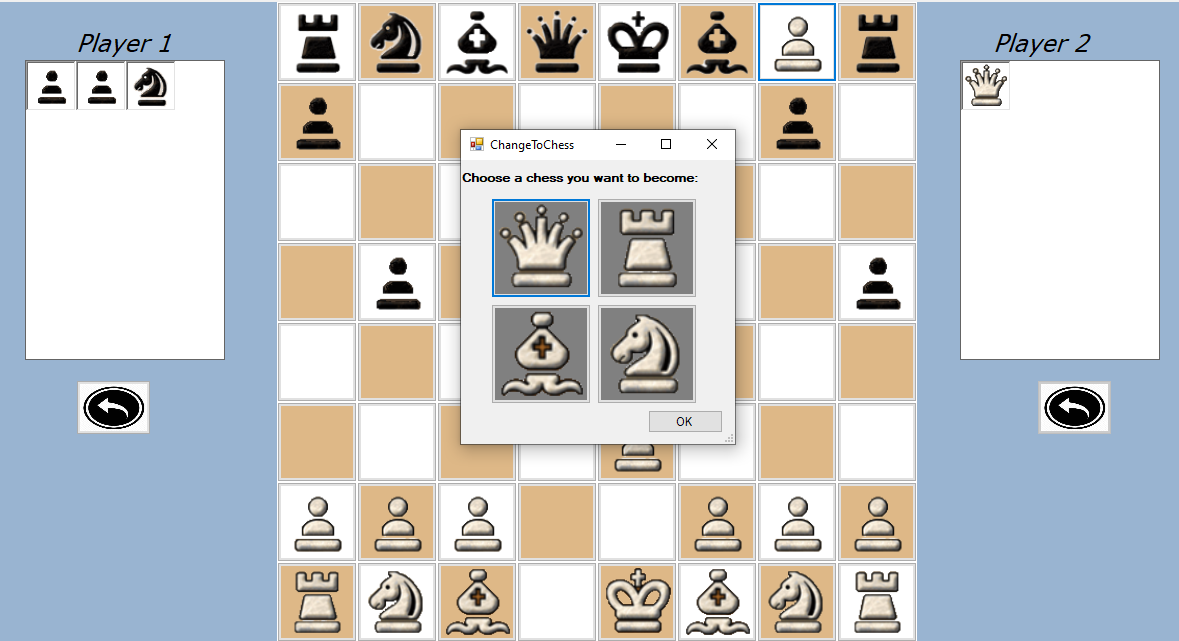 Player 1
Player 2
ChangeToChess
Choose a chess you want to become:
OK